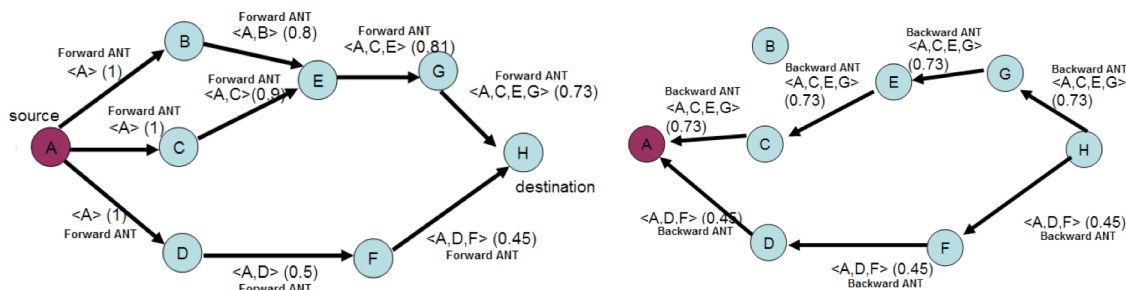 Forward ANT
<A,B> (0.8)
B
Forward ANT
<A> (1)
Forward ANT
<A,C,E> (0.81)
G
E
Forward ANT
<A,C,E,G> (0.73)
Forward ANT
<A,C>(0.9)
source
A
Forward ANT
<A> (1)
C
H
destination
<A> (1)
Forward ANT
D
<A,D> (0.5)
Forward ANT
F
<A,D,F> (0.45)
Forward ANT
B
Backward ANT
<A,C,E,G>
(0.73)
G
Backward ANT
<A,C,E,G>
(0.73)
E
Backward ANT
<A,C,E,G>
(0.73)
Backward ANT
<A,C,E,G>
(0.73)
A
C
H
<A,D,F> (0.45)
Backward ANT
D
F
<A,D,F> (0.45)
Backward ANT
<A,D,F> (0.45)
Backward ANT